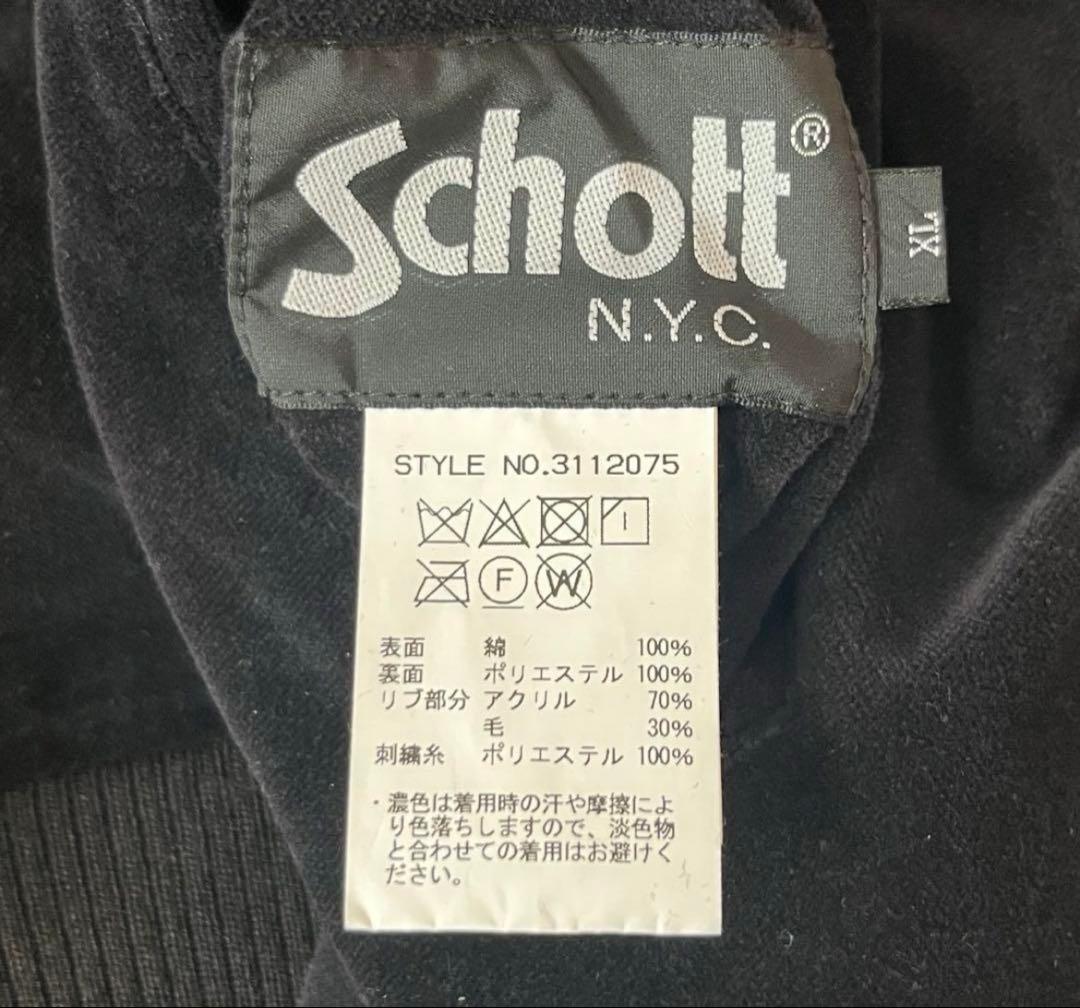 Schott®
N.Y.C.
XL
STYLE NO.3112075
F W
表面 綿 100%
裏面 ポリエステル 100%
リブ部分 アクリル 70%
毛 30%
刺繍糸 ポリエステル 100%
・濃色は着用時の汗や摩擦によ
り色落ちしますので、淡色物
と合わせての着用はお避けく
ださい。